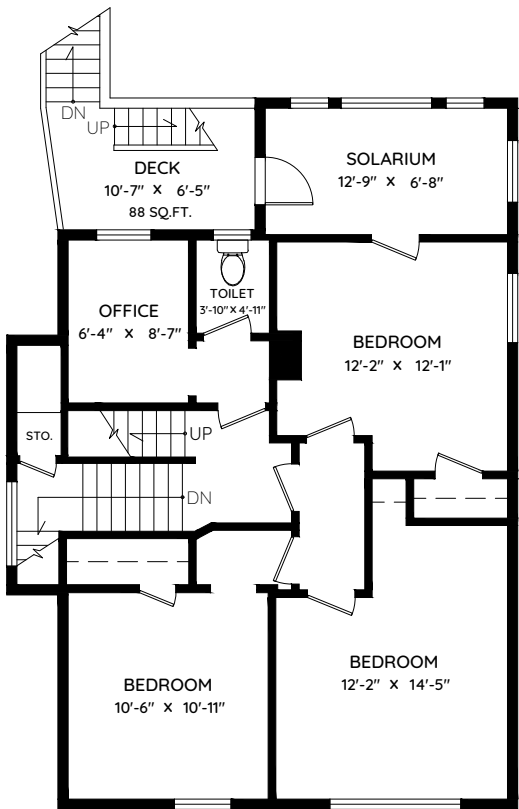 DN
UP
DECK
10'-7" X 6'-5"
88 SQ.FT.
SOLARIUM
12'-9" X 6'-8"
OFFICE
6'-4" X 8'-7"
TOILET
3'-10" X 4'-11"
BEDROOM
12'-2" X 12'-1"
STO.
UP
DN
BEDROOM
10'-6" X 10'-11"
BEDROOM
12'-2" X 14'-5"